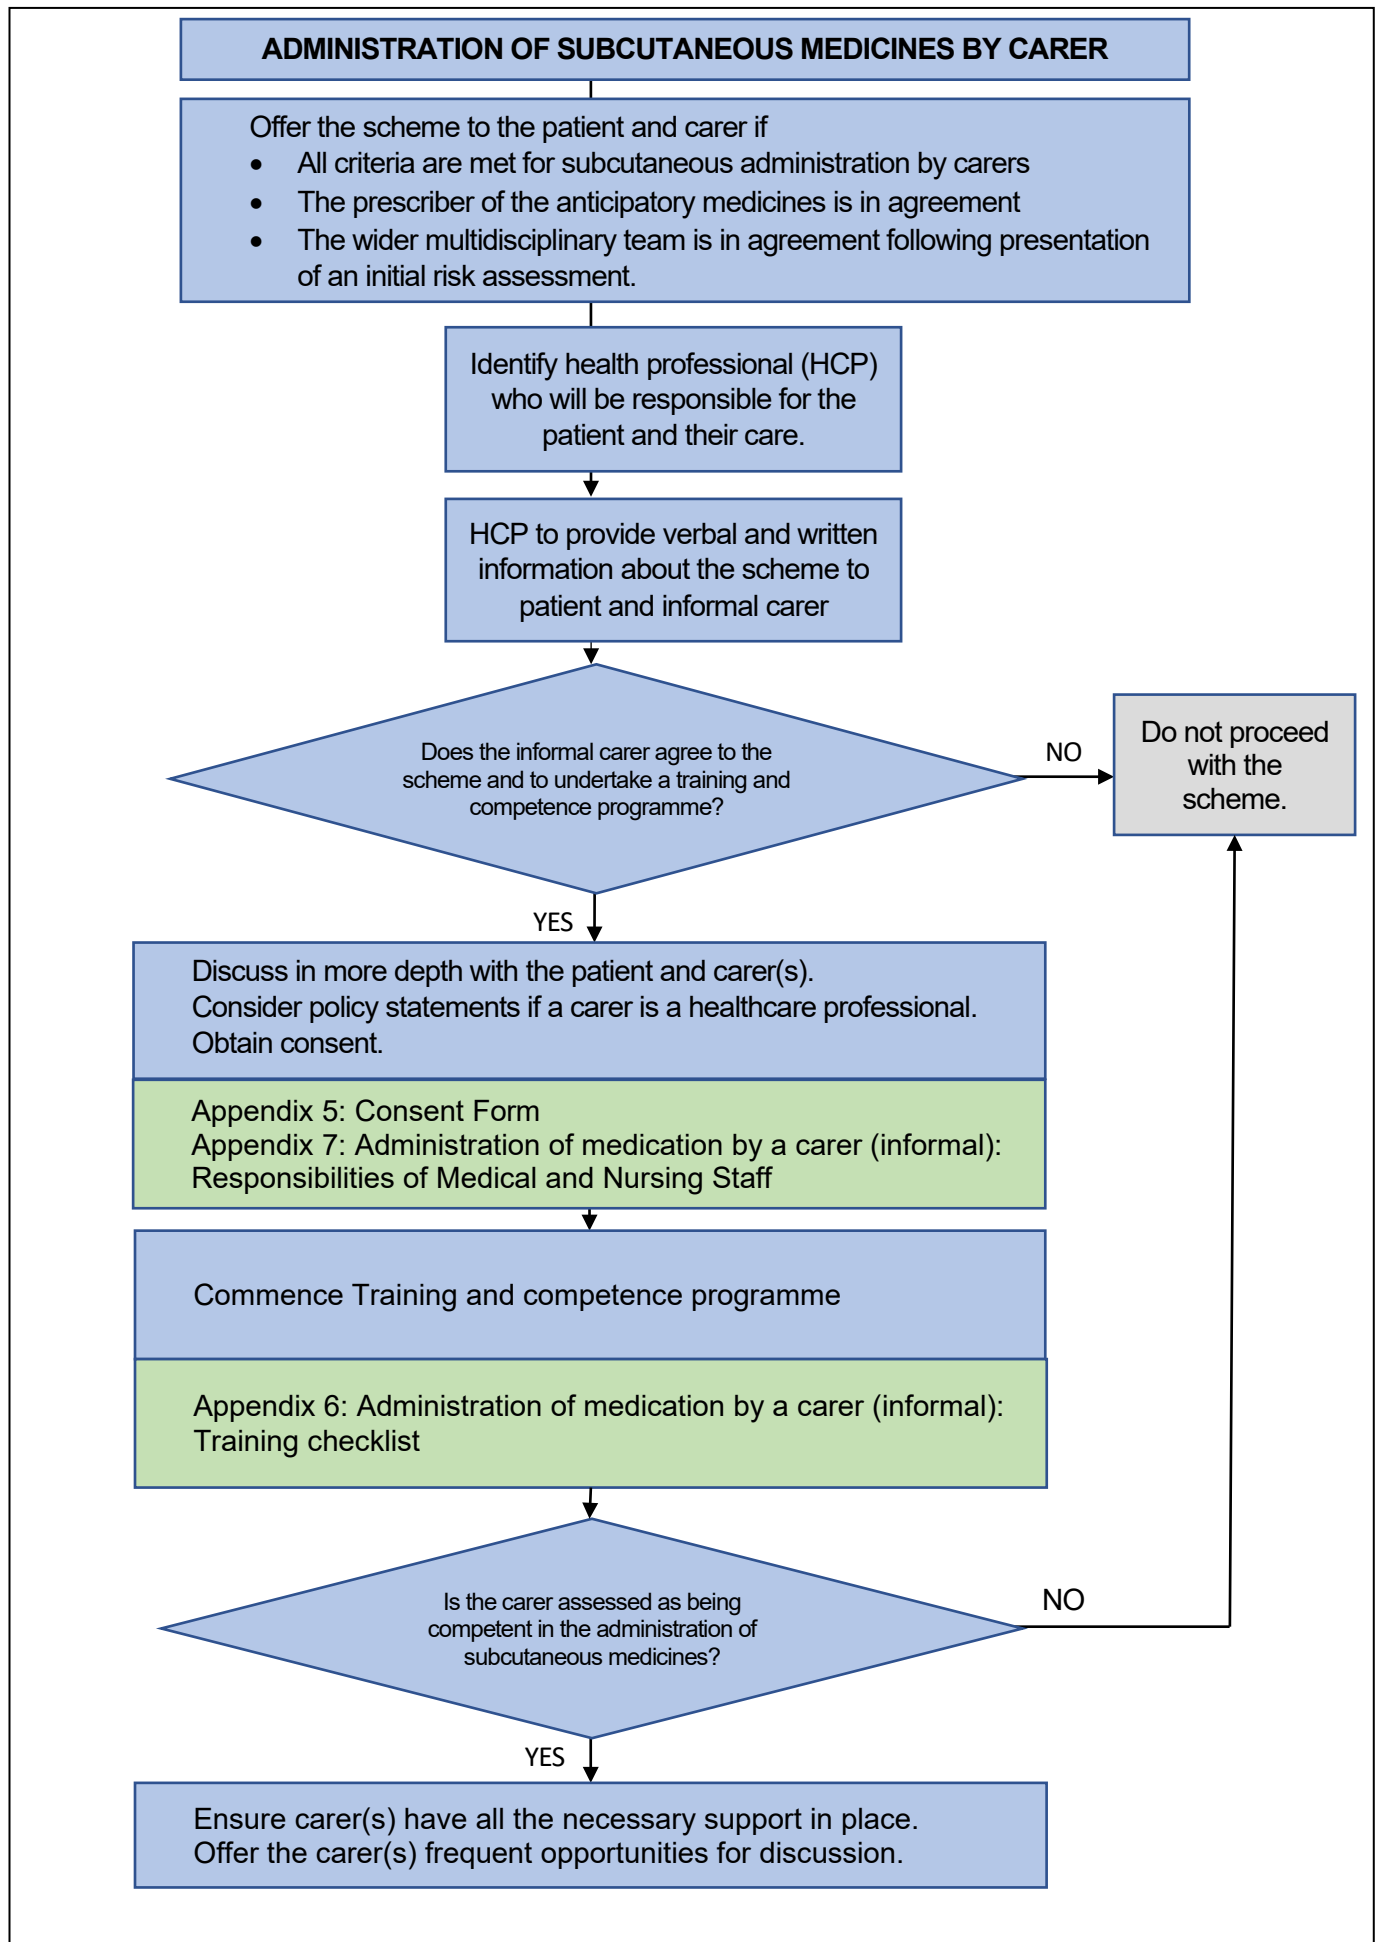 ADMINISTRATION OF SUBCUTANEOUS MEDICINES BY CARER
Offer the scheme to the patient and carer if
• All criteria are met for subcutaneous administration by carers
• The prescriber of the anticipatory medicines is in agreement
• The wider multidisciplinary team is in agreement following presentation
of an initial risk assessment.
Identify health professional (HCP)
who will be responsible for the
patient and their care.
HCP to provide verbal and written
information about the scheme to
patient and informal carer
Does the informal carer agree to the
scheme and to undertake a training and
competence programme?
NO
Do not proceed
with the
scheme.
YES
Discuss in more depth with the patient and carer(s).
Consider policy statements if a carer is a healthcare professional.
Obtain consent.
Appendix 5: Consent Form
Appendix 7: Administration of medication by a carer (informal):
Responsibilities of Medical and Nursing Staff
Commence Training and competence programme
Appendix 6: Administration of medication by a carer (informal):
Training checklist
Is the carer assessed as being
competent in the administration of
subcutaneous medicines?
NO
YES
Ensure carer(s) have all the necessary support in place.
Offer the carer(s) frequent opportunities for discussion.